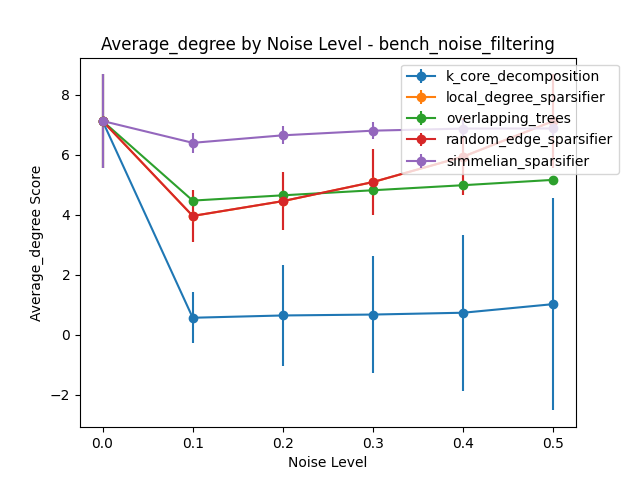 Average_degree by Noise Level - bench_noise_filtering
k_core_decomposition
local_degree_sparsifier
overlapping_trees
random_edge_sparsifier
simmelian_sparsifier
Average_degree Score
8
6
4
2
0
−2
0.0 0.1 0.2 0.3 0.4 0.5
Noise Level